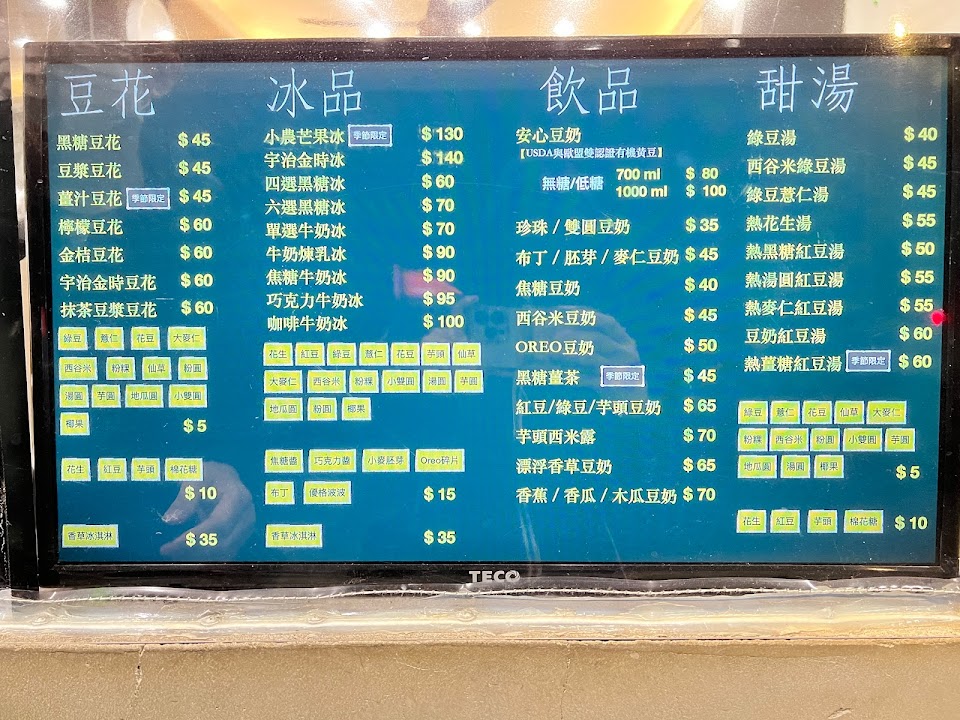 豆花
黑糖豆花 $ 45
豆漿豆花 $ 45
薑汁豆花 季節限定 $ 45
檸檬豆花 $ 60
金桔豆花 $ 60
宇治金時豆花 $ 60
抹茶豆漿豆花 $ 60
綠豆 薏仁 花豆 大麥仁
西谷米 粉粿 仙草 粉圓
湯圓 芋圓 地瓜圓 小雙圓
椰果 $ 5
花生 紅豆 芋頭 棉花糖
$ 10
香草冰淇淋 $ 35
冰品
小農芒果冰 季節限定 $ 130
宇治金時冰 $ 140
四選黑糖冰 $ 60
六選黑糖冰 $ 70
單選牛奶冰 $ 70
牛奶煉乳冰 $ 90
焦糖牛奶冰 $ 90
巧克力牛奶冰 $ 95
咖啡牛奶冰 $ 100
花生 紅豆 綠豆 薏仁 花豆 芋頭 仙草
大麥仁 西谷米 粉粿 小雙圓 湯圓 芋圓
地瓜圓 粉圓 椰果
焦糖醬 巧克力醬 小麥胚芽 Oreo碎片
布丁 優格波波 $ 15
香草冰淇淋 $ 35
飲品
安心豆奶
【USDA與歐盟雙認證有機黃豆】
無糖/低糖 700 ml $ 80
1000 ml $ 100
珍珠 / 雙圓豆奶 $ 35
布丁 / 胚芽 / 麥仁豆奶 $ 45
焦糖豆奶 $ 40
西谷米豆奶 $ 45
OREO豆奶 $ 50
黑糖薑茶 季節限定 $ 45
紅豆/綠豆/芋頭豆奶 $ 65
芋頭西米露 $ 70
漂浮香草豆奶 $ 65
香蕉 / 香瓜 / 木瓜豆奶 $ 70
甜湯
綠豆湯 $ 40
西谷米綠豆湯 $ 45
綠豆薏仁湯 $ 45
熱花生湯 $ 55
熱黑糖紅豆湯 $ 50
熱湯圓紅豆湯 $ 55
熱麥仁紅豆湯 $ 55
豆奶紅豆湯 $ 60
熱薑糖紅豆湯 季節限定 $ 60
綠豆 薏仁 花豆 仙草 大麥仁
粉粿 西谷米 粉圓 小雙圓 芋圓
地瓜圓 湯圓 椰果 $ 5
花生 紅豆 芋頭 棉花糖 $ 10
TECO